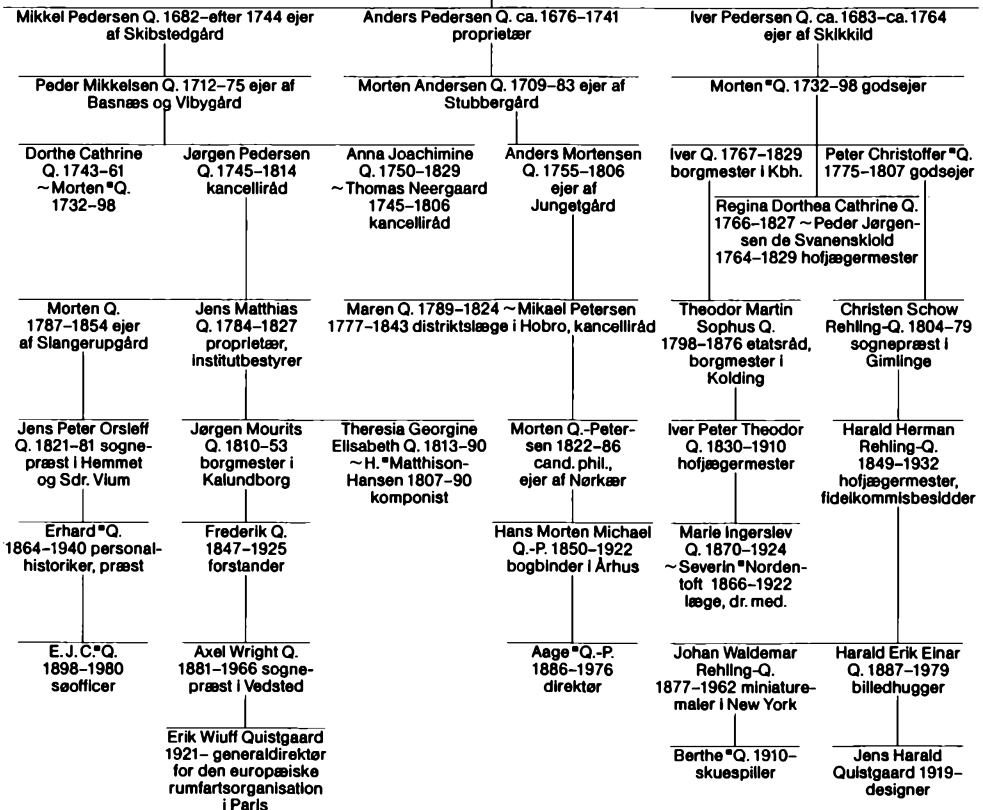 Mikkel Pedersen Q. 1682–efter 1744 ejer
af Skibstedgård
Anders Pedersen Q. ca. 1676–1741
proprietær
Iver Pedersen Q. ca. 1683–ca. 1764
ejer af Skikkild
Peder Mikkelsen Q. 1712–75 ejer af
Basnæs og Vibygård
Morten Andersen Q. 1709–83 ejer af
Stubbergård
Morten *Q. 1732–98 godsejer
Dorthe Cathrine
Q. 1743–61
~Morten *Q.
1732–98
Jørgen Pedersen
Q. 1745–1814
kancelliråd
Anna Joachimine
Q. 1750–1829
~Thomas Neergaard
1745–1806
kancelliråd
Anders Mortensen
Q. 1755–1806
ejer af
Jungetgård
Iver Q. 1767–1829
borgmester i Kbh.
Peter Christoffer *Q.
1775–1807 godsejer
Regina Dorthea Cathrine Q.
1766–1827 ~Peder Jørgen-
sen de Svanenskiold
1764–1829 hofjægermester
Morten Q.
1787–1854 ejer
af Slangerupgård
Jens Matthias
Q. 1784–1827
proprietær,
institutbestyrer
Maren Q. 1789–1824 ~Mikael Petersen
1777–1843 distriktslæge i Hobro, kancelliråd
Theodor Martin
Sophus Q.
1798–1876 etatsråd,
borgmester i
Kolding
Christen Schow
Rehling-Q. 1804–79
sognepræst i
Gimlinge
Jens Peter Orsleff
Q. 1821–81 sogne-
præst i Hemmet
og Sdr. Vium
Jørgen Mourits
Q. 1810–53
borgmester i
Kalundborg
Theresia Georgine
Elisabeth Q. 1813–90
~H. *Matthison-
Hansen 1807–90
komponist
Morten Q.-Peter-
sen 1822–86
cand. phil.,
ejer af Nørkær
Iver Peter Theodor
Q. 1830–1910
hofjægermester
Harald Herman
Rehling-Q.
1849–1932
hofjægermester,
fideikommisbesidder
Erhard *Q.
1864–1940 personal-
historiker, præst
Frederik Q.
1847–1925
forstander
Hans Morten Michael
Q.-P. 1850–1922
bogbinder i Århus
Marie Ingerslev
Q. 1870–1924
~Severin *Norden-
toft 1866–1922
læge, dr. med.
E. J. C. *Q.
1898–1980
søofficer
Axel Wright Q.
1881–1966 sogne-
præst i Vedsted
Aage *Q.-P.
1886–1976
direktør
Johan Waldemar
Rehling-Q.
1877–1962 miniature-
maler i New York
Harald Erik Einar
Q. 1887–1979
billedhugger
Erik Wiuff Quistgaard
1921– generaldirektør
for den europæiske
rumfartsorganisation
i Paris
Berthe *Q. 1910–
skuespiller
Jens Harald
Quistgaard 1919–
designer